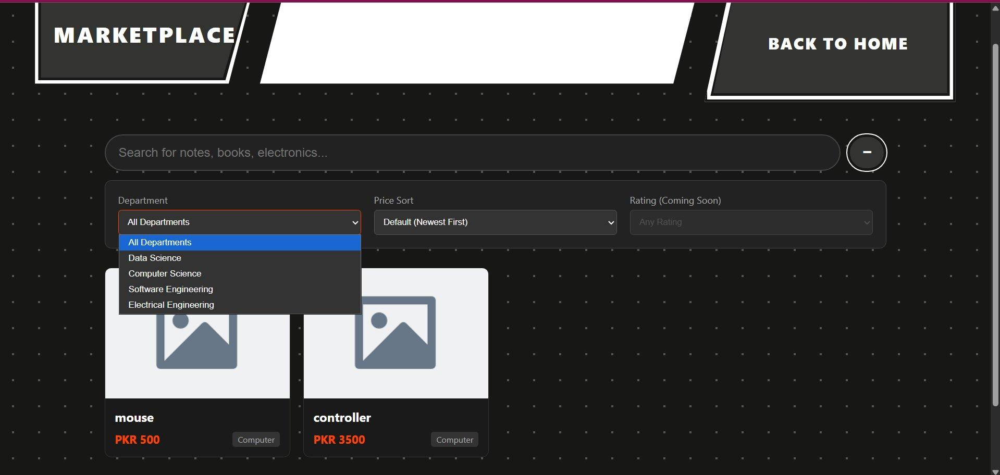 MARKETPLACE
BACK TO HOME
Search for notes, books, electronics...
–
Department
Price Sort
Rating (Coming Soon)
All Departments
Default (Newest First)
Any Rating
All Departments
Data Science
Computer Science
Software Engineering
Electrical Engineering
mouse
controller
PKR 500
Computer
PKR 3500
Computer